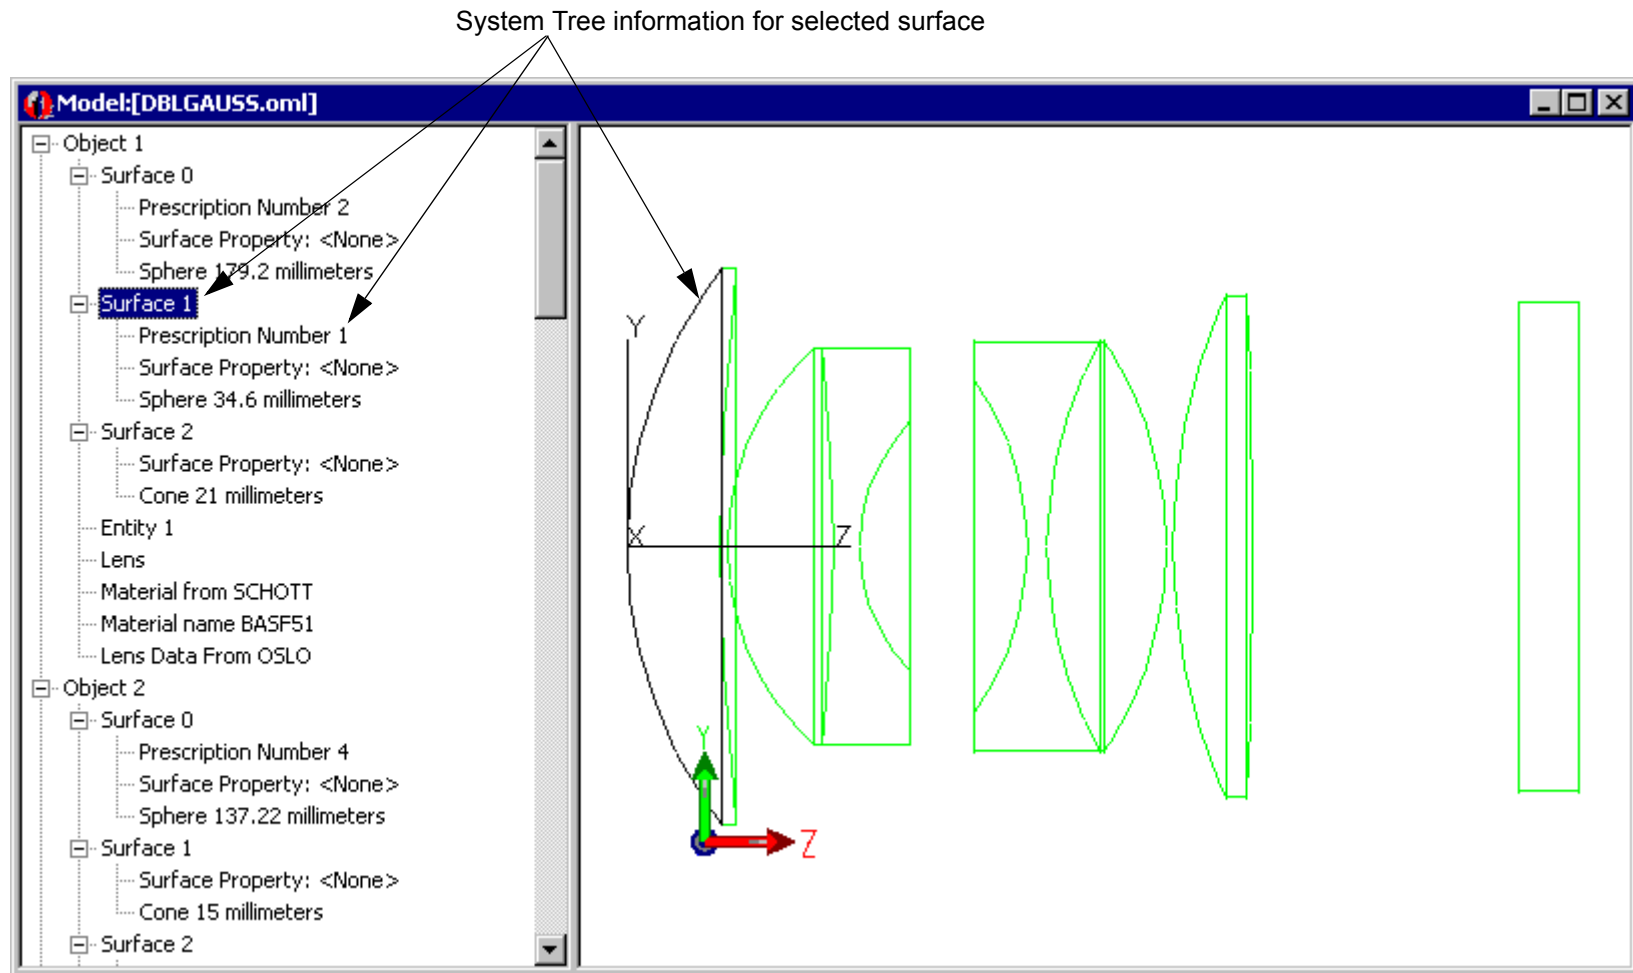 System Tree information for selected surface
Model:[DBLGAUSS.oml]
Object 1
Surface 0
Prescription Number 2
Surface Property: <None>
Sphere 179.2 millimeters
Surface 1
Prescription Number 1
Surface Property: <None>
Sphere 34.6 millimeters
Surface 2
Surface Property: <None>
Cone 21 millimeters
Entity 1
Lens
Material from SCHOTT
Material name BASF51
Lens Data From OSLO
Object 2
Surface 0
Prescription Number 4
Surface Property: <None>
Sphere 137.22 millimeters
Surface 1
Surface Property: <None>
Cone 15 millimeters
Surface 2
Y
X
Z
Y
Z